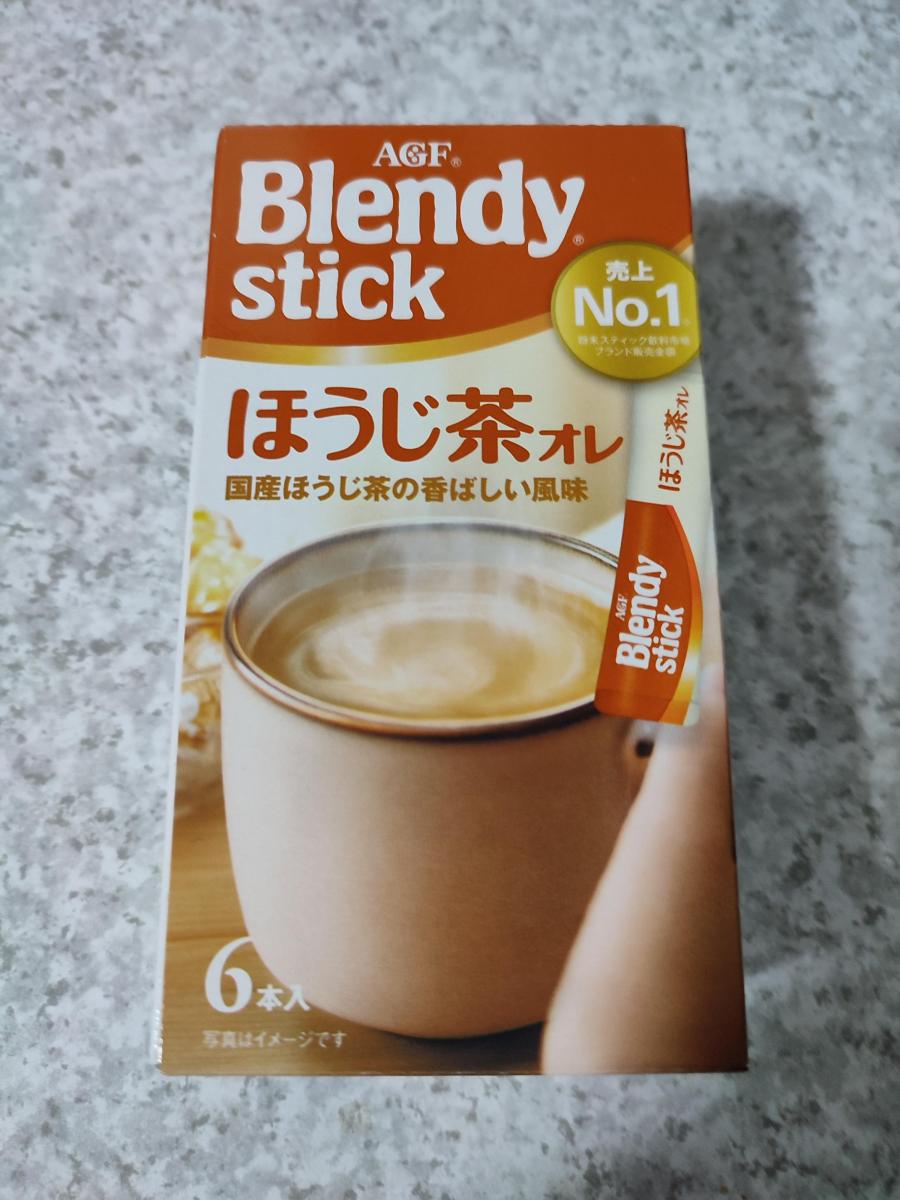 AGF®
Blendy®
stick
売上
No.1
粉末スティック飲料市場
ブランド販売金額
ほうじ茶オレ
国産ほうじ茶の香ばしい風味
ほうじ茶オレ
AGF
Blendy
stick
6本入
写真はイメージです